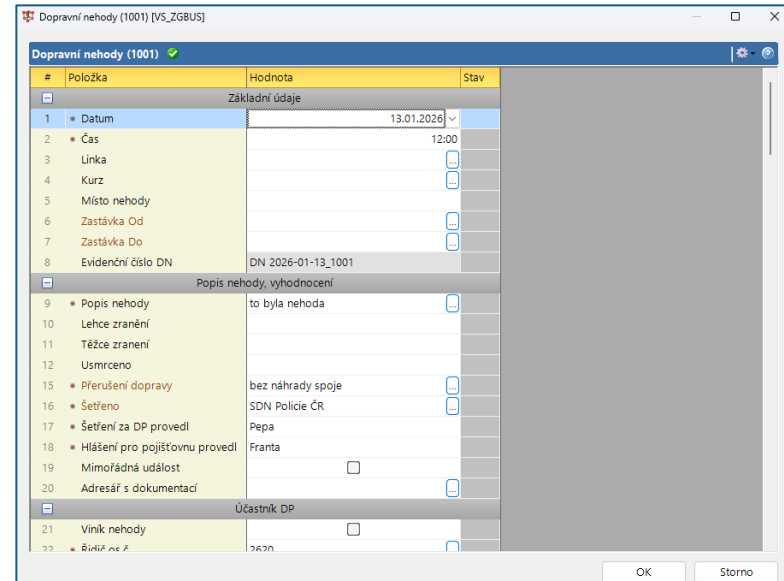 Dopravní nehody (1001) [VS_ZGBUS]
Dopravní nehody (1001)
# Položka Hodnota Stav
Základní údaje
1 Datum 13.01.2026
2 Čas 12:00
3 Linka ...
4 Kurz ...
5 Místo nehody
6 Zastávka Od ...
7 Zastávka Do ...
8 Evidenční číslo DN DN 2026-01-13_1001
Popis nehody, vyhodnocení
9 Popis nehody to byla nehoda ...
10 Lehce zranění
11 Těžce zranení
12 Usmrceno
15 Přerušení dopravy bez náhrady spoje ...
16 Šetřeno SDN Policie ČR ...
17 Šetření za DP provedl Pepa
18 Hlášení pro pojišťovnu provedl Franta
19 Mimořádná událost
20 Adresář s dokumentací ...
Účastník DP
21 Viník nehody
22 Řidič os.č. 2620
OK Storno